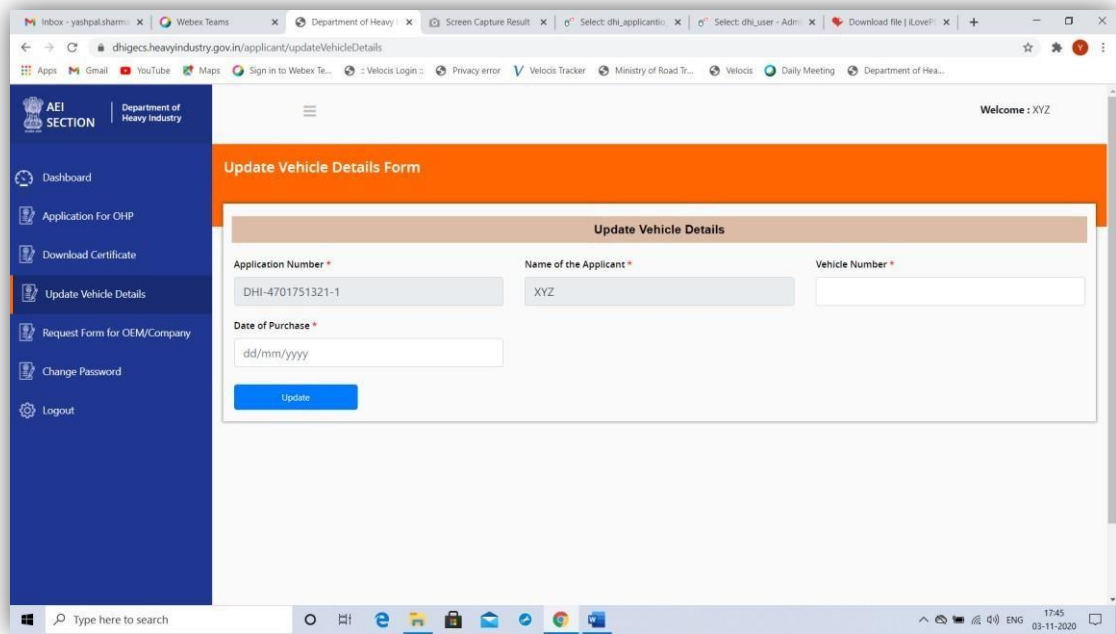 Inbox - yashpal.sharma
Webex Teams
Department of Heavy I
Screen Capture Result
Select: dhi_applicantio
Select: dhi_user - Adm
Download file | iLoveP
dhigecs.heavyindustry.gov.in/applicant/updateVehicleDetails
Y
Apps Gmail YouTube Maps Sign in to Webex Te... :: Velocis Login :: Privacy error Velocis Tracker Ministry of Road Tr... Velocis Daily Meeting Department of Hea...
AEI SECTION
Department of Heavy Industry
Welcome : XYZ
Dashboard
Application For OHP
Download Certificate
Update Vehicle Details
Request Form for OEM/Company
Change Password
Logout
Update Vehicle Details Form
Update Vehicle Details
Application Number * Name of the Applicant * Vehicle Number *
DHI-4701751321-1 XYZ
Date of Purchase *
dd/mm/yyyy
Update
Type here to search
ENG
17:45
03-11-2020